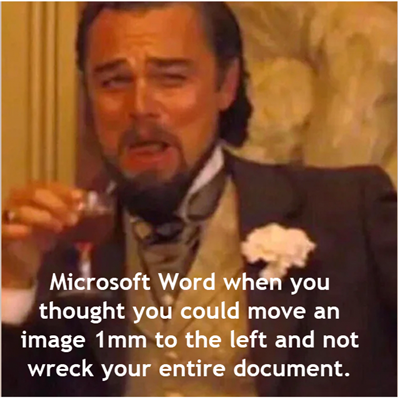 Microsoft Word when you
thought you could move an
image 1mm to the left and not
wreck your entire document.